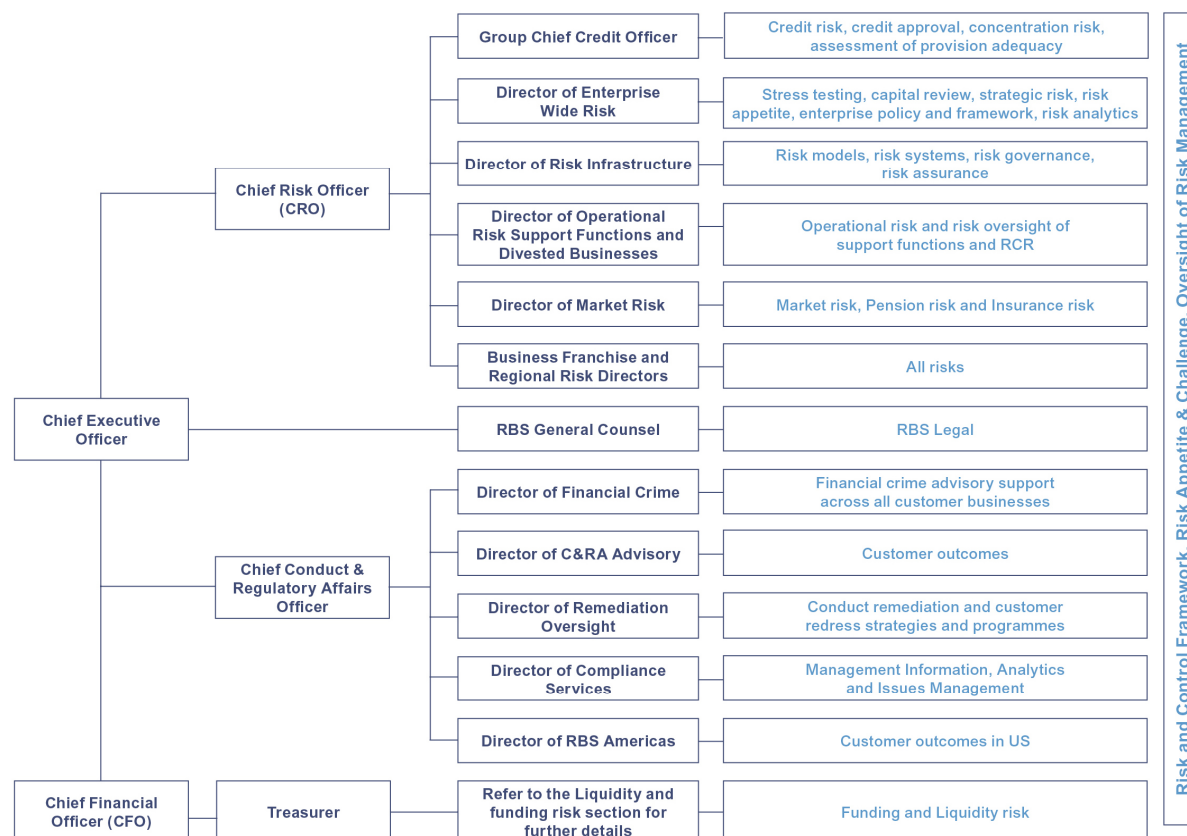 Group Chief Credit Officer
Credit risk, credit approval, concentration risk,
assessment of provision adequacy
Director of Enterprise
Wide Risk
Stress testing, capital review, strategic risk, risk
appetite, enterprise policy and framework, risk analytics
Director of Risk Infrastructure
Risk models, risk systems, risk governance,
risk assurance
Chief Risk Officer
(CRO)
Director of Operational
Risk Support Functions and
Divested Businesses
Operational risk and risk oversight of
support functions and RCR
Director of Market Risk
Market risk, Pension risk and Insurance risk
Business Franchise and
Regional Risk Directors
All risks
Chief Executive
Officer
RBS General Counsel
RBS Legal
Director of Financial Crime
Financial crime advisory support
across all customer businesses
Director of C&RA Advisory
Customer outcomes
Chief Conduct &
Regulatory Affairs
Officer
Director of Remediation
Oversight
Conduct remediation and customer
redress strategies and programmes
Director of Compliance
Services
Management Information, Analytics
and Issues Management
Director of RBS Americas
Customer outcomes in US
Chief Financial
Officer (CFO)
Treasurer
Refer to the Liquidity and
funding risk section for
further details
Funding and Liquidity risk
Risk and Control Framework, Risk Appetite & Challenge, Oversight of Risk Management